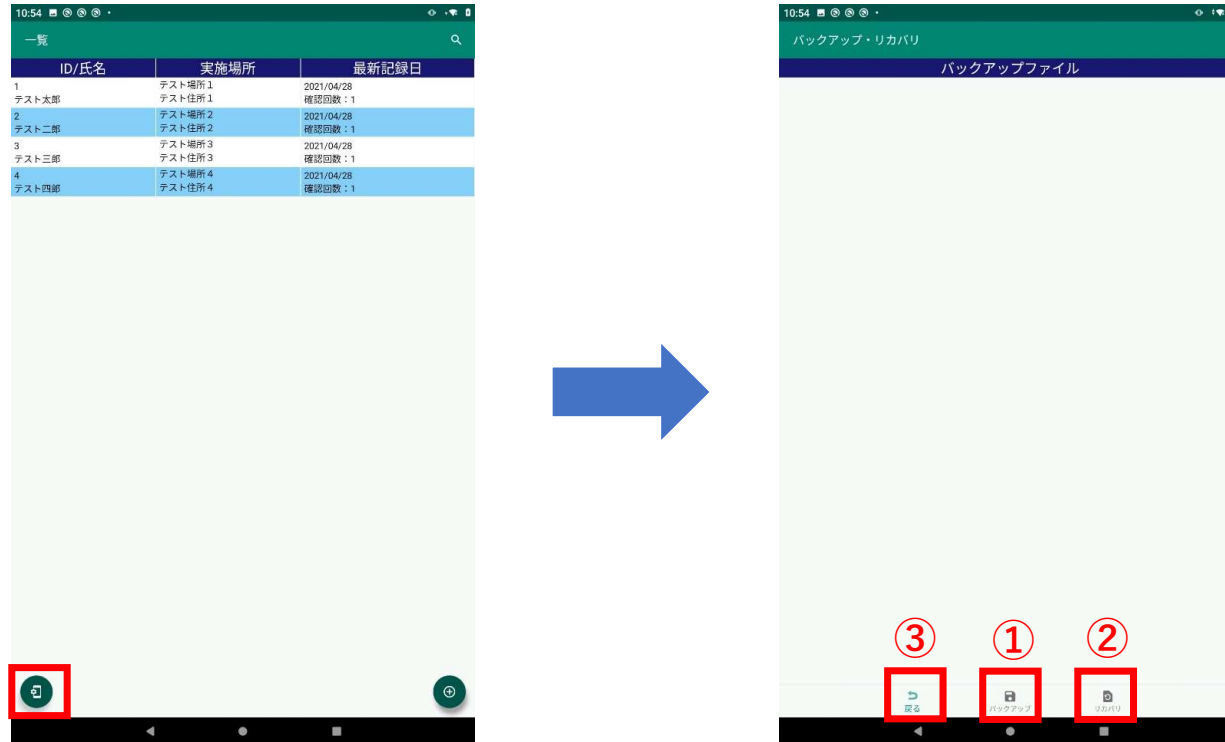 10:54
一覧
ID/氏名 実施場所 最新記録日
1 テスト場所1 2021/04/28
テスト太郎 テスト住所1 確認回数：1
2 テスト場所2 2021/04/28
テスト二郎 テスト住所2 確認回数：1
3 テスト場所3 2021/04/28
テスト三郎 テスト住所3 確認回数：1
4 テスト場所4 2021/04/28
テスト四郎 テスト住所4 確認回数：1
10:54
バックアップ・リカバリ
バックアップファイル
③ ① ②
戻る バックアップ リカバリ